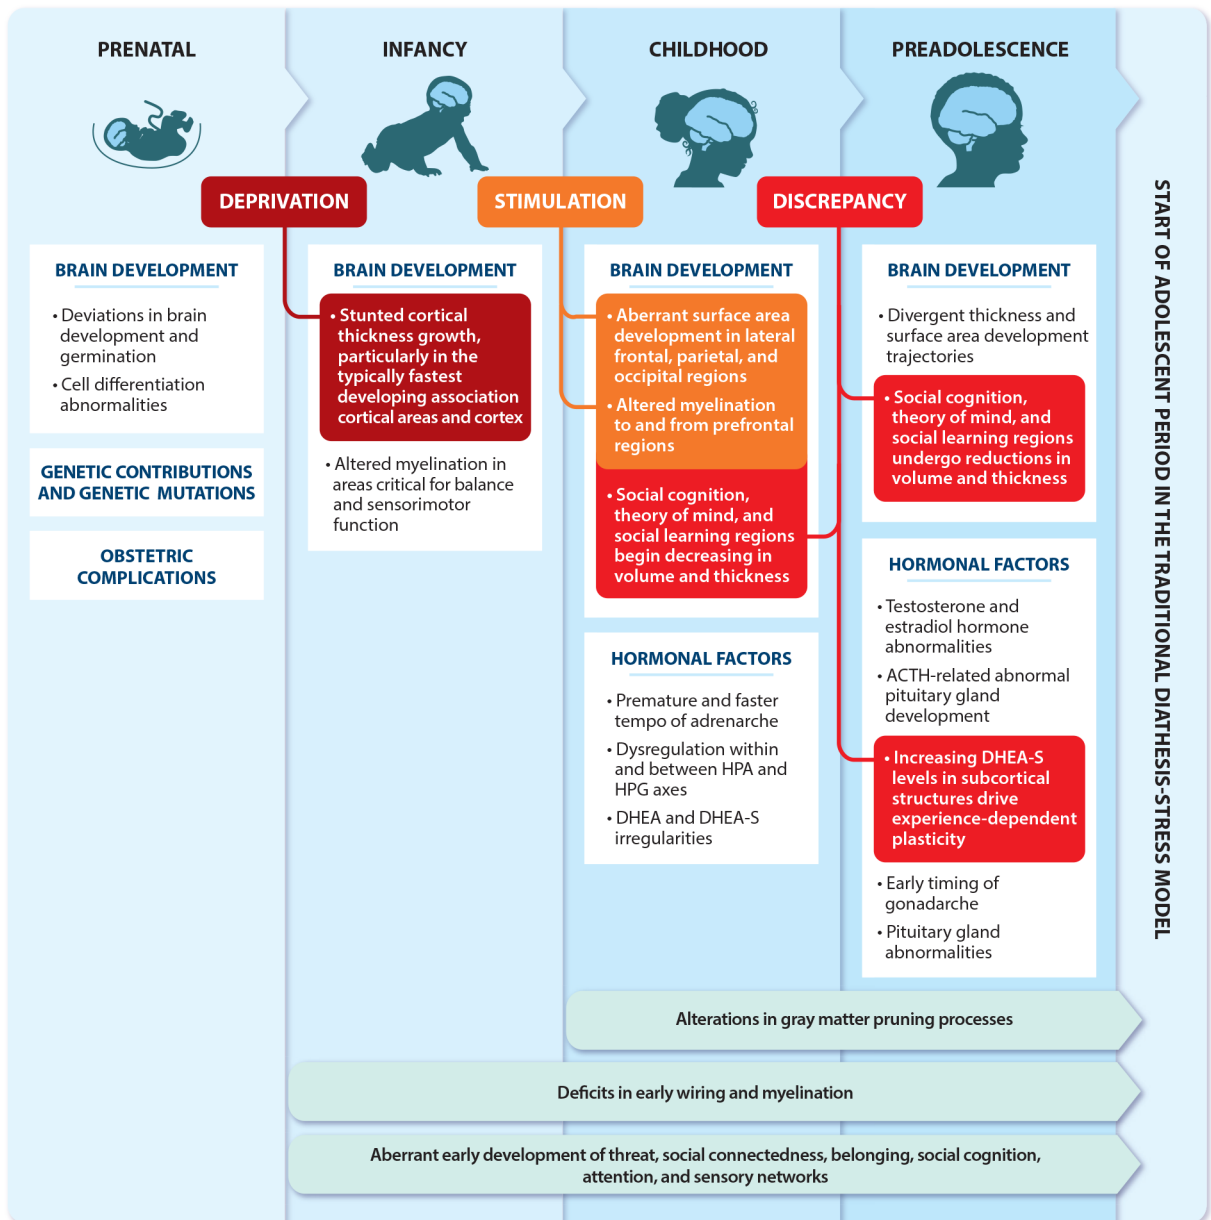 PRENATAL
INFANCY
CHILDHOOD
PREADOLESCENCE
DEPRIVATION
STIMULATION
DISCREPANCY
BRAIN DEVELOPMENT
• Deviations in brain
development and
germination
• Cell differentiation
abnormalities
GENETIC CONTRIBUTIONS
AND GENETIC MUTATIONS
OBSTETRIC
COMPLICATIONS
BRAIN DEVELOPMENT
• Stunted cortical
thickness growth,
particularly in the
typically fastest
developing association
cortical areas and cortex
• Altered myelination in
areas critical for balance
and sensorimotor
function
BRAIN DEVELOPMENT
• Aberrant surface area
development in lateral
frontal, parietal, and
occipital regions
• Altered myelination
to and from prefrontal
regions
• Social cognition,
theory of mind, and
social learning regions
begin decreasing in
volume and thickness
HORMONAL FACTORS
• Premature and faster
tempo of adrenarche
• Dysregulation within
and between HPA and
HPG axes
• DHEA and DHEA-S
irregularities
BRAIN DEVELOPMENT
• Divergent thickness and
surface area development
trajectories
• Social cognition,
theory of mind, and
social learning regions
undergo reductions in
volume and thickness
HORMONAL FACTORS
• Testosterone and
estradiol hormone
abnormalities
• ACTH-related abnormal
pituitary gland
development
• Increasing DHEA-S
levels in subcortical
structures drive
experience-dependent
plasticity
• Early timing of
gonadarche
• Pituitary gland
abnormalities
START OF ADOLESCENT PERIOD IN THE TRADITIONAL DIATHESIS-STRESS MODEL
Alterations in gray matter pruning processes
Deficits in early wiring and myelination
Aberrant early development of threat, social connectedness, belonging, social cognition,
attention, and sensory networks